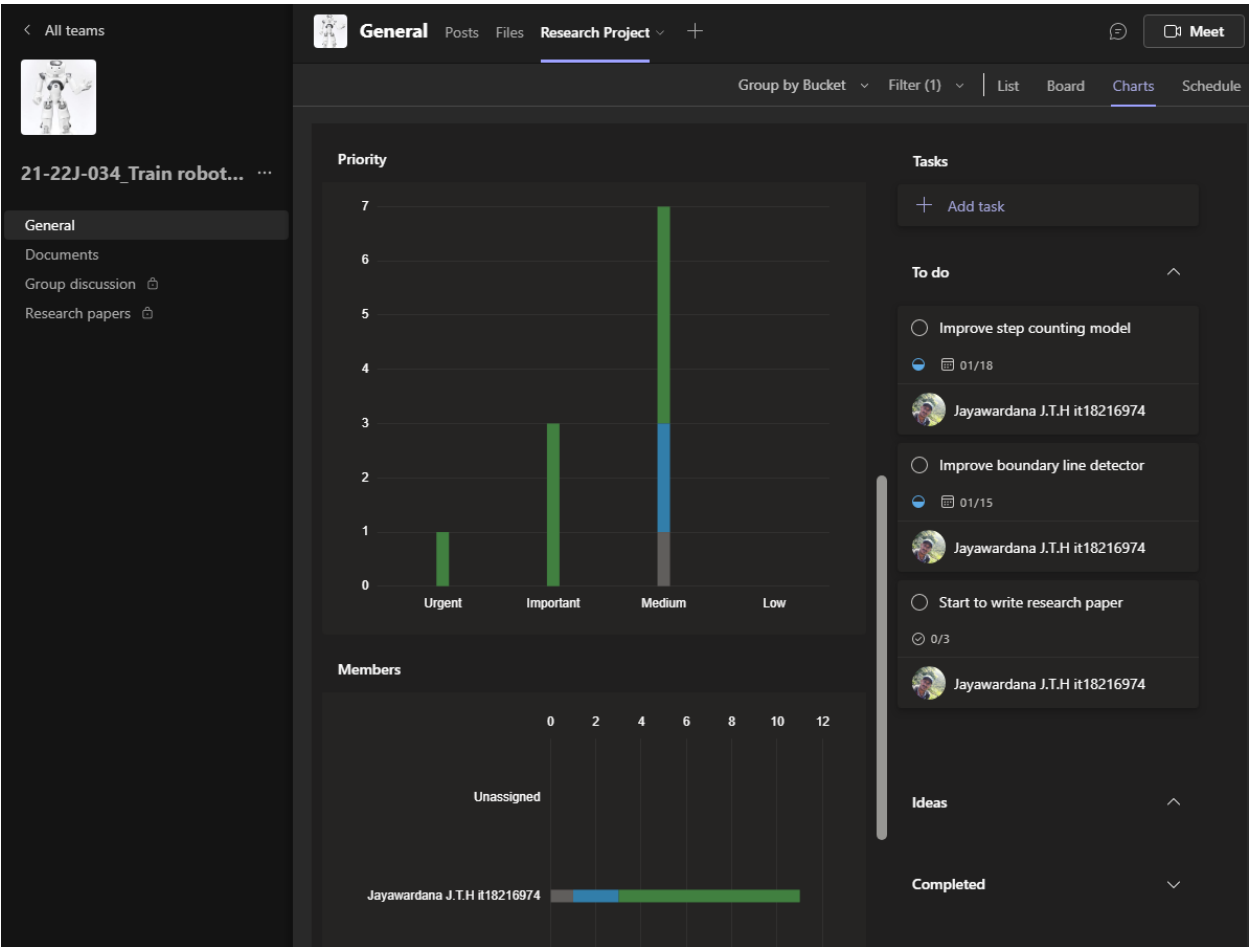 All teams
21-22J-034_Train robot... ...
General
Documents
Group discussion
Research papers
General Posts Files Research Project
Meet
Group by Bucket Filter (1) List Board Charts Schedule
Priority
7
6
5
4
3
2
1
0
Urgent Important Medium Low
Members
0 2 4 6 8 10 12
Unassigned
Jayawardana J.T.H it18216974
Tasks
Add task
To do
Improve step counting model
01/18
Jayawardana J.T.H it18216974
Improve boundary line detector
01/15
Jayawardana J.T.H it18216974
Start to write research paper
0/3
Jayawardana J.T.H it18216974
Ideas
Completed